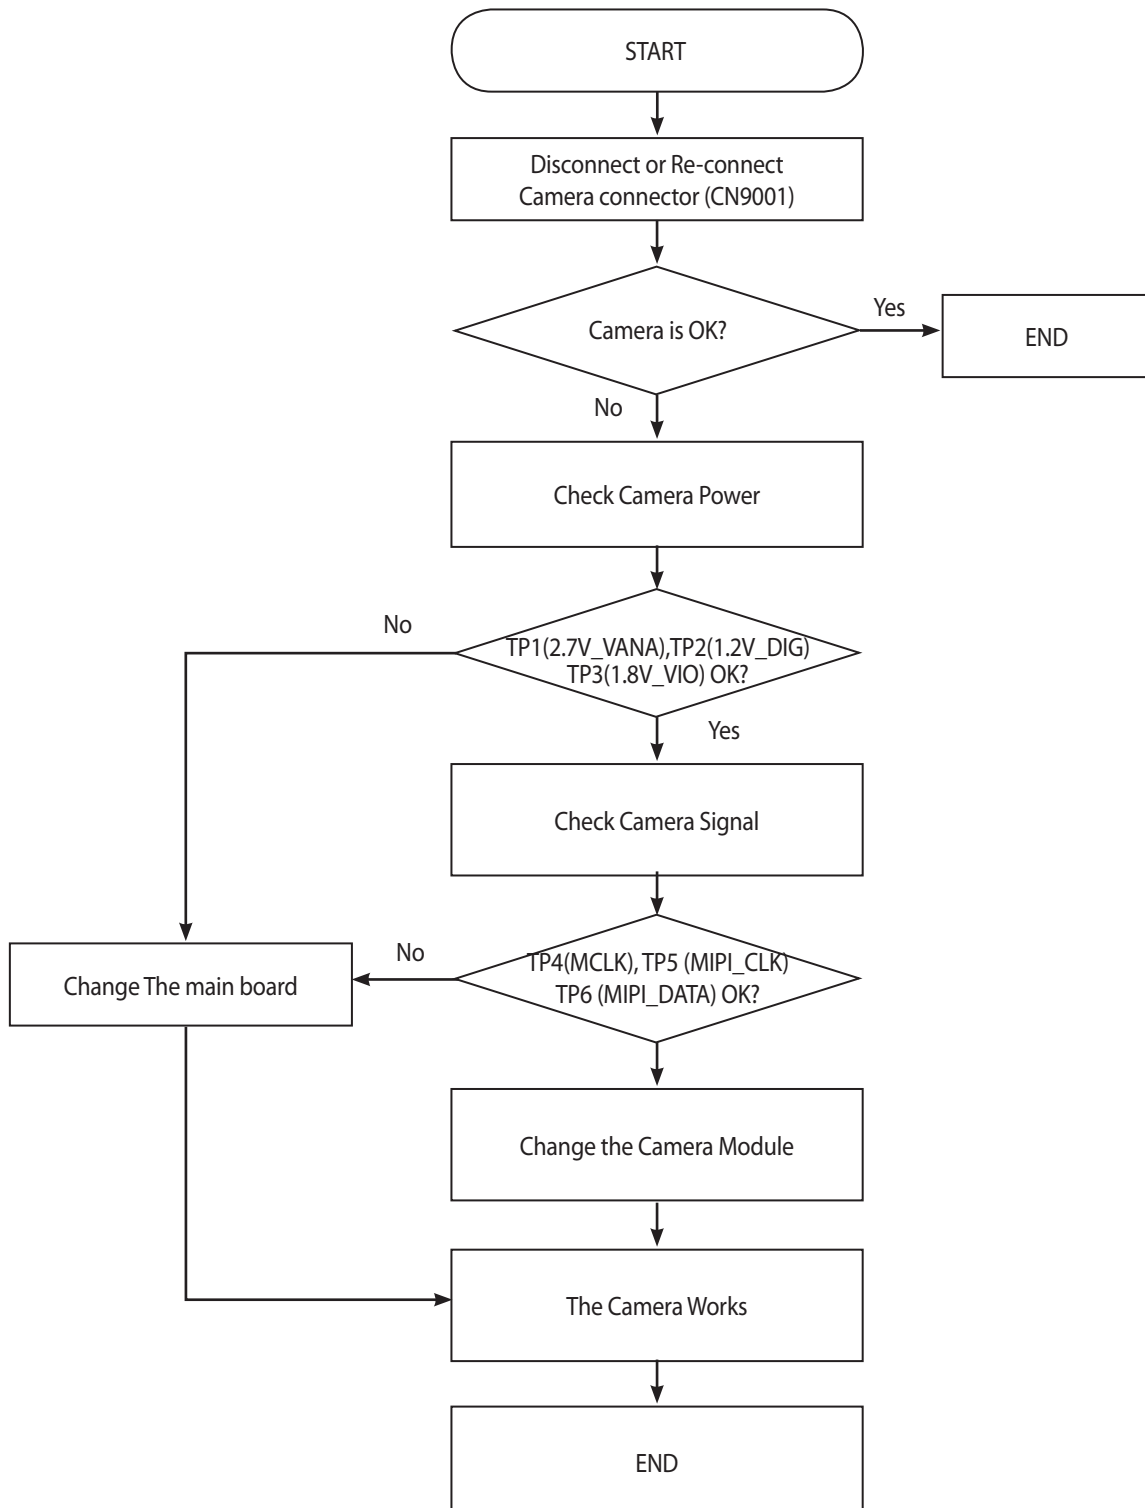 START
Disconnect or Re-connect
Camera connector (CN9001)
Yes
Camera is OK?
END
No
Check Camera Power
No
TP1(2.7V_VANA),TP2(1.2V_DIG)
TP3(1.8V_VIO) OK?
Yes
Check Camera Signal
No
TP4(MCLK), TP5 (MIPI_CLK)
TP6 (MIPI_DATA) OK?
Change The main board
Change the Camera Module
The Camera Works
END